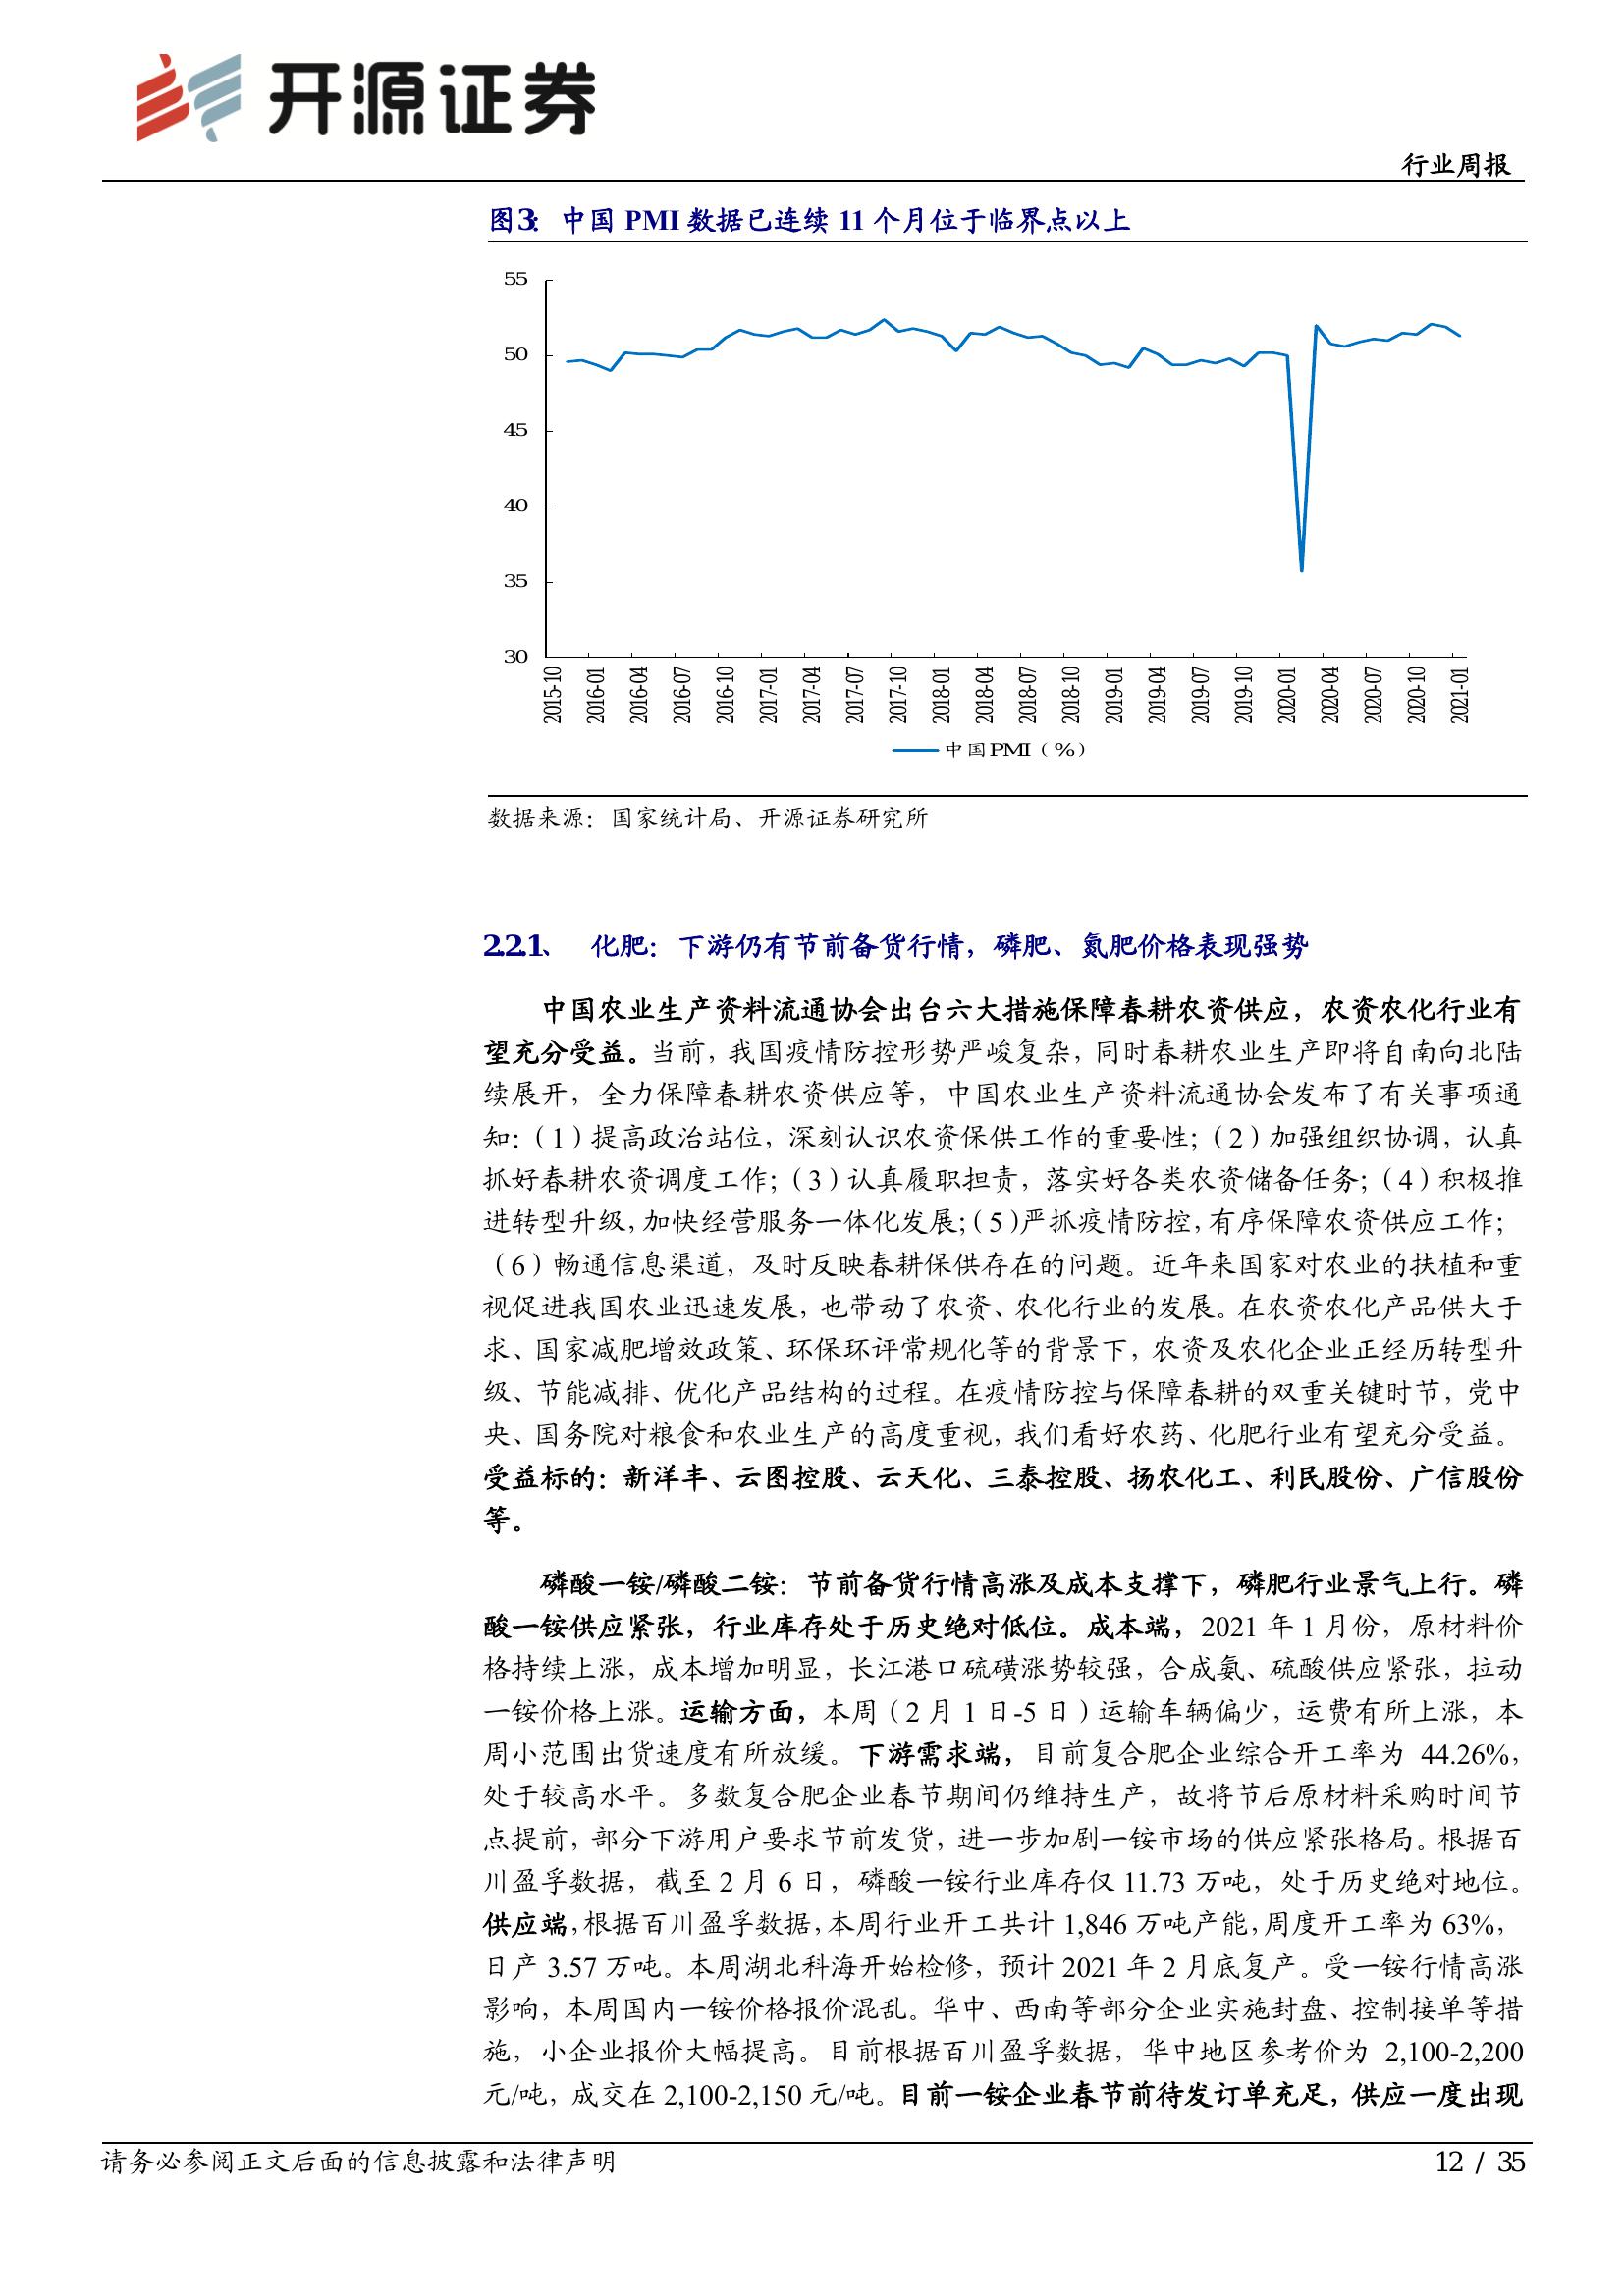 开源证券
行业周报
图3: 中国 PMI 数据已连续 11 个月位于临界点以上
55
50
45
40
35
30
2015-10
2016-01
2016-04
2016-07
2016-10
2017-01
2017-04
2017-07
2017-10
2018-01
2018-04
2018-07
2018-10
2019-01
2019-04
2019-07
2019-10
2020-01
2020-04
2020-07
2020-10
2021-01
中国PMI（%）
数据来源：国家统计局、开源证券研究所
2.2.1、 化肥：下游仍有节前备货行情，磷肥、氮肥价格表现强势
中国农业生产资料流通协会出台六大措施保障春耕农资供应，农资农化行业有
望充分受益。当前，我国疫情防控形势严峻复杂，同时春耕农业生产即将自南向北陆
续展开，全力保障春耕农资供应等，中国农业生产资料流通协会发布了有关事项通
知：（1）提高政治站位，深刻认识农资保供工作的重要性；（2）加强组织协调，认真
抓好春耕农资调度工作；（3）认真履职担责，落实好各类农资储备任务；（4）积极推
进转型升级，加快经营服务一体化发展；（5）严抓疫情防控，有序保障农资供应工作；
（6）畅通信息渠道，及时反映春耕保供存在的问题。近年来国家对农业的扶植和重
视促进我国农业迅速发展，也带动了农资、农化行业的发展。在农资农化产品供大于
求、国家减肥增效政策、环保环评常规化等的背景下，农资及农化企业正经历转型升
级、节能减排、优化产品结构的过程。在疫情防控与保障春耕的双重关键时节，党中
央、国务院对粮食和农业生产的高度重视，我们看好农药、化肥行业有望充分受益。
受益标的：新洋丰、云图控股、云天化、三泰控股、扬农化工、利民股份、广信股份
等。
磷酸一铵/磷酸二铵：节前备货行情高涨及成本支撑下，磷肥行业景气上行。磷
酸一铵供应紧张，行业库存处于历史绝对低位。成本端，2021 年 1 月份，原材料价
格持续上涨，成本增加明显，长江港口硫磺涨势较强，合成氨、硫酸供应紧张，拉动
一铵价格上涨。运输方面，本周（2 月 1 日-5 日）运输车辆偏少，运费有所上涨，本
周小范围出货速度有所放缓。下游需求端，目前复合肥企业综合开工率为 44.26%，
处于较高水平。多数复合肥企业春节期间仍维持生产，故将节后原材料采购时间节
点提前，部分下游用户要求节前发货，进一步加剧一铵市场的供应紧张格局。根据百
川盈孚数据，截至 2 月 6 日，磷酸一铵行业库存仅 11.73 万吨，处于历史绝对地位。
供应端，根据百川盈孚数据，本周行业开工共计 1,846 万吨产能，周度开工率为 63%，
日产 3.57 万吨。本周湖北科海开始检修，预计 2021 年 2 月底复产。受一铵行情高涨
影响，本周国内一铵价格报价混乱。华中、西南等部分企业实施封盘、控制接单等措
施，小企业报价大幅提高。目前根据百川盈孚数据，华中地区参考价为 2,100-2,200
元/吨，成交在 2,100-2,150 元/吨。目前一铵企业春节前待发订单充足，供应一度出现
请务必参阅正文后面的信息披露和法律声明
12 / 35